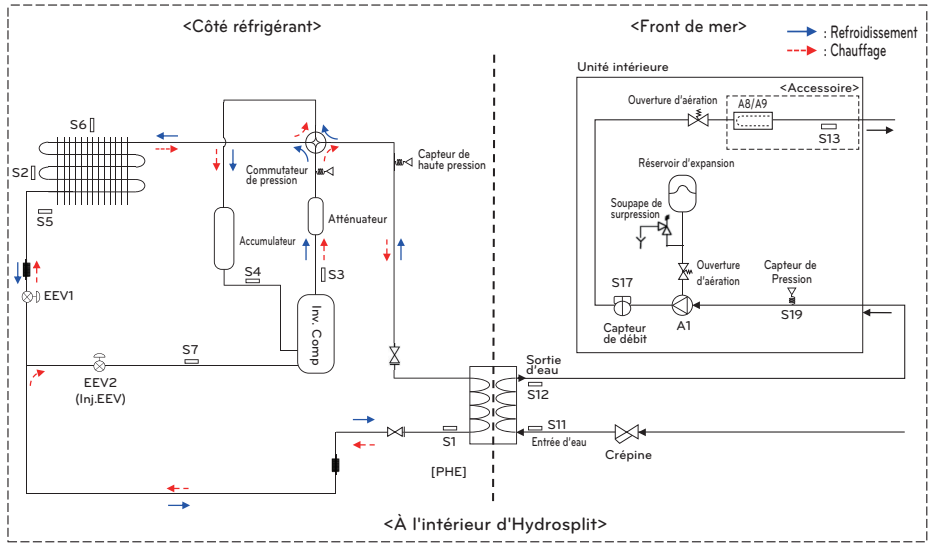 <Côté réfrigérant>
<Front de mer>
: Refroidissement
: Chauffage
Unité intérieure
<Accessoire>
Ouverture d'aération
A8/A9
S13
S6
S2
S5
Commutateur
de pression
Capteur de
haute pression
Atténuateur
Accumulateur
S4
S3
Inv. Comp
EEV1
S7
EEV2
(Inj.EEV)
Réservoir d'expansion
Soupape de
surpression
Ouverture
d'aération
S17
Capteur
de débit
A1
Capteur de
Pression
S19
Sortie
d'eau
S12
S11
Entrée d'eau
Crépine
S1
[PHE]
<À l'intérieur d'Hydrosplit>